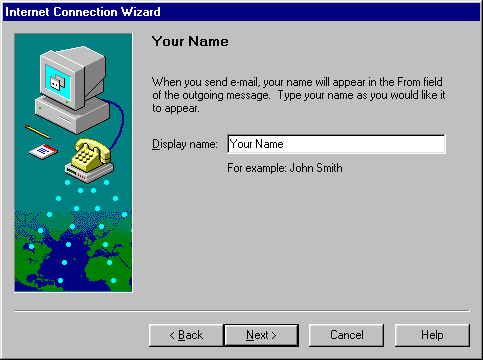 Internet Connection Wizard
Your Name
When you send e-mail, your name will appear in the From field
of the outgoing message.  Type your name as you would like it
to appear.
Display name: Your Name
For example: John Smith
< Back Next > Cancel Help